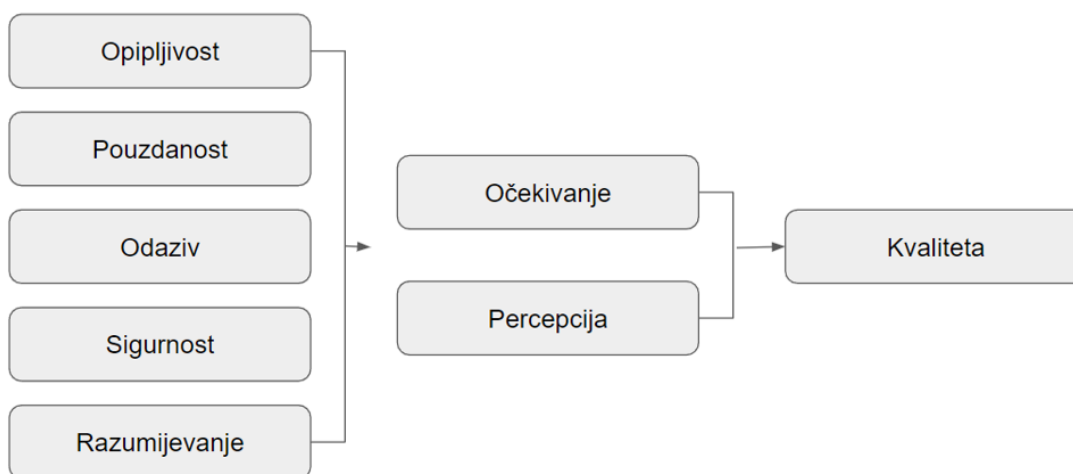 Opipljivost
Pouzdanost
Odaziv
Sigurnost
Razumijevanje
Očekivanje
Percepcija
Kvaliteta